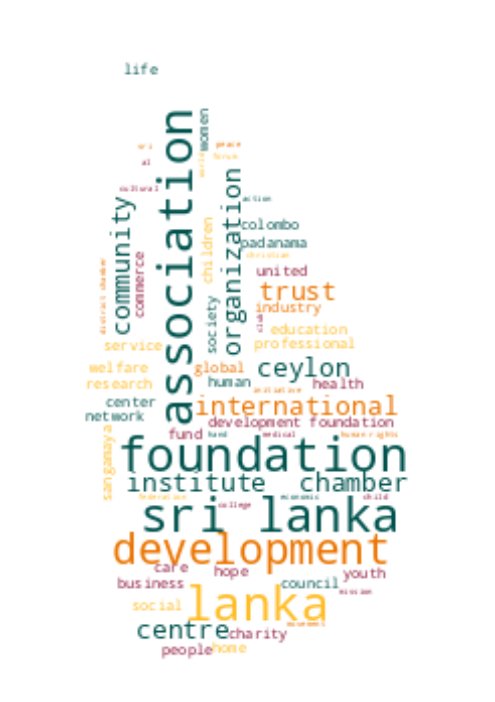 life
association
women
sri
peace
world
forum
al
organization
cultural
action
community
children
colombo
padanama
christian
commerce
district chamber
united
trust
industry
society
club
education
service
professional
welfare
global
ceylon
research
human
health
initiative
center
international
network
development foundation
fund
hand
medical
human rights
sangamaya
foundation
institute chamber
federation
economic
child
college
sri lanka
development
care
hope
youth
business
council
mission
social
lanka
movement
centre
charity
people
home